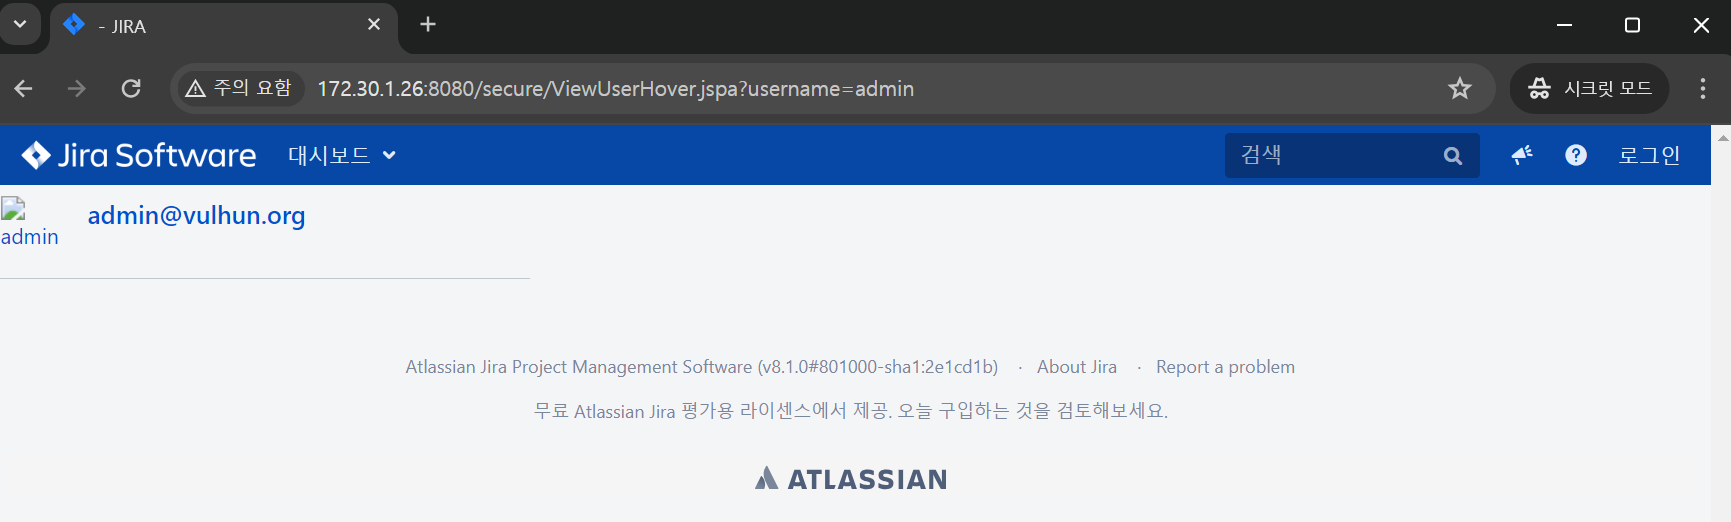 - JIRA
주의 요함 172.30.1.26:8080/secure/ViewUserHover.jspa?username=admin 시크릿 모드
Jira Software 대시보드 검색 로그인
admin admin@vulhun.org
Atlassian Jira Project Management Software (v8.1.0#801000-sha1:2e1cd1b) · About Jira · Report a problem
무료 Atlassian Jira 평가용 라이센스에서 제공. 오늘 구입하는 것을 검토해보세요.
ATLASSIAN